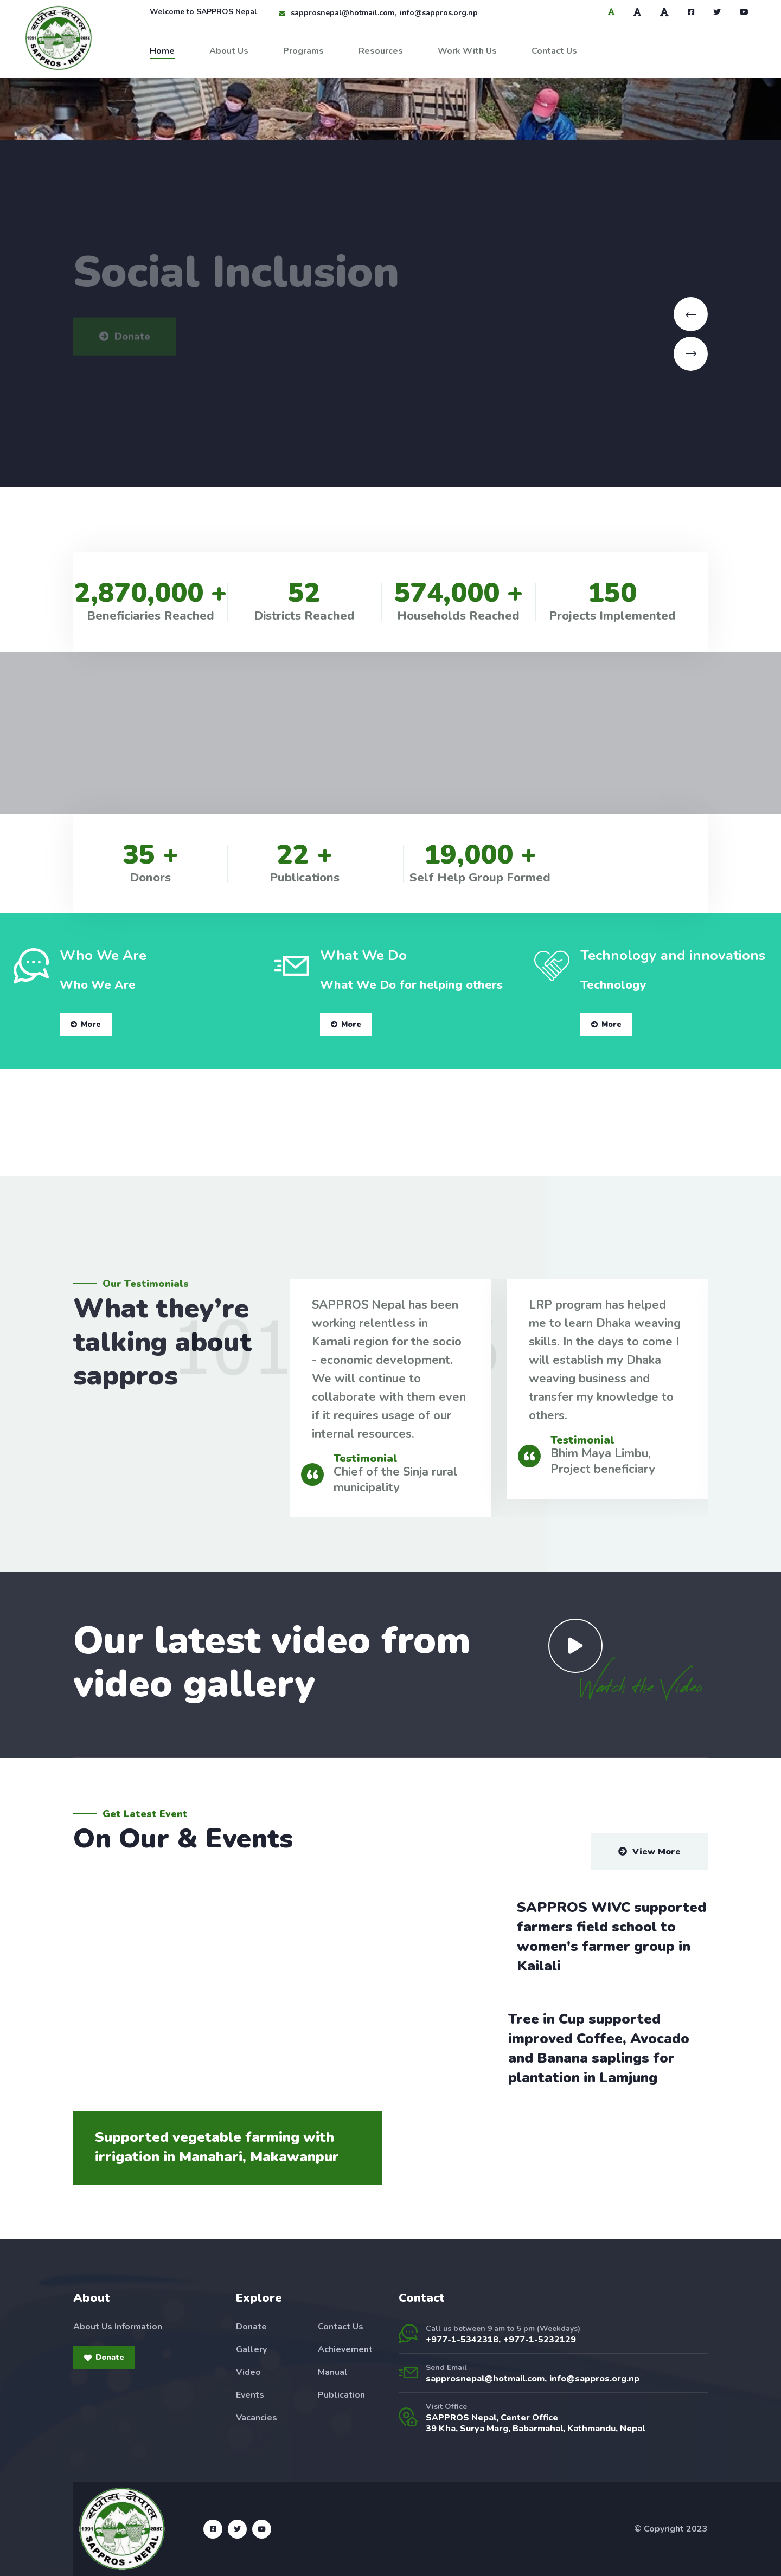 Welcome to SAPPROS Nepal
sapprosnepal@hotmail.com, info@sappros.org.np
A A A
सप्रोस-नेपाल
1991
SAPPROS - NEPAL
Home About Us Programs Resources Work With Us Contact Us
Social Inclusion
Donate
2,870,000 + 52 574,000 + 150
Beneficiaries Reached Districts Reached Households Reached Projects Implemented
35 + 22 + 19,000 +
Donors Publications Self Help Group Formed
Who We Are
Who We Are
More
What We Do
What We Do for helping others
More
Technology and innovations
Technology
More
Our Testimonials
What they’re
talking about
sappros
101
SAPPROS Nepal has been
working relentless in
Karnali region for the socio
- economic development.
We will continue to
collaborate with them even
if it requires usage of our
internal resources.
Testimonial
Chief of the Sinja rural
municipality
LRP program has helped
me to learn Dhaka weaving
skills. In the days to come I
will establish my Dhaka
weaving business and
transfer my knowledge to
others.
Testimonial
Bhim Maya Limbu,
Project beneficiary
Our latest video from
video gallery
Watch the Video
Get Latest Event
On Our & Events
View More
SAPPROS WIVC supported
farmers field school to
women's farmer group in
Kailali
Tree in Cup supported
improved Coffee, Avocado
and Banana saplings for
plantation in Lamjung
Supported vegetable farming with
irrigation in Manahari, Makawanpur
About
About Us Information
Donate
Explore
Donate
Gallery
Video
Events
Vacancies
Contact Us
Achievement
Manual
Publication
Contact
Call us between 9 am to 5 pm (Weekdays)
+977-1-5342318, +977-1-5232129
Send Email
sapprosnepal@hotmail.com, info@sappros.org.np
Visit Office
SAPPROS Nepal, Center Office
39 Kha, Surya Marg, Babarmahal, Kathmandu, Nepal
सप्रोस-नेपाल
1991
SAPPROS - NEPAL
© Copyright 2023